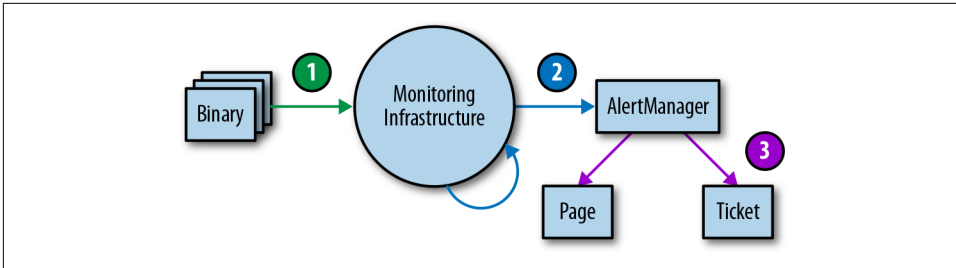 1
2
Monitoring
Infrastructure
Binary
AlertManager
3
Page
Ticket